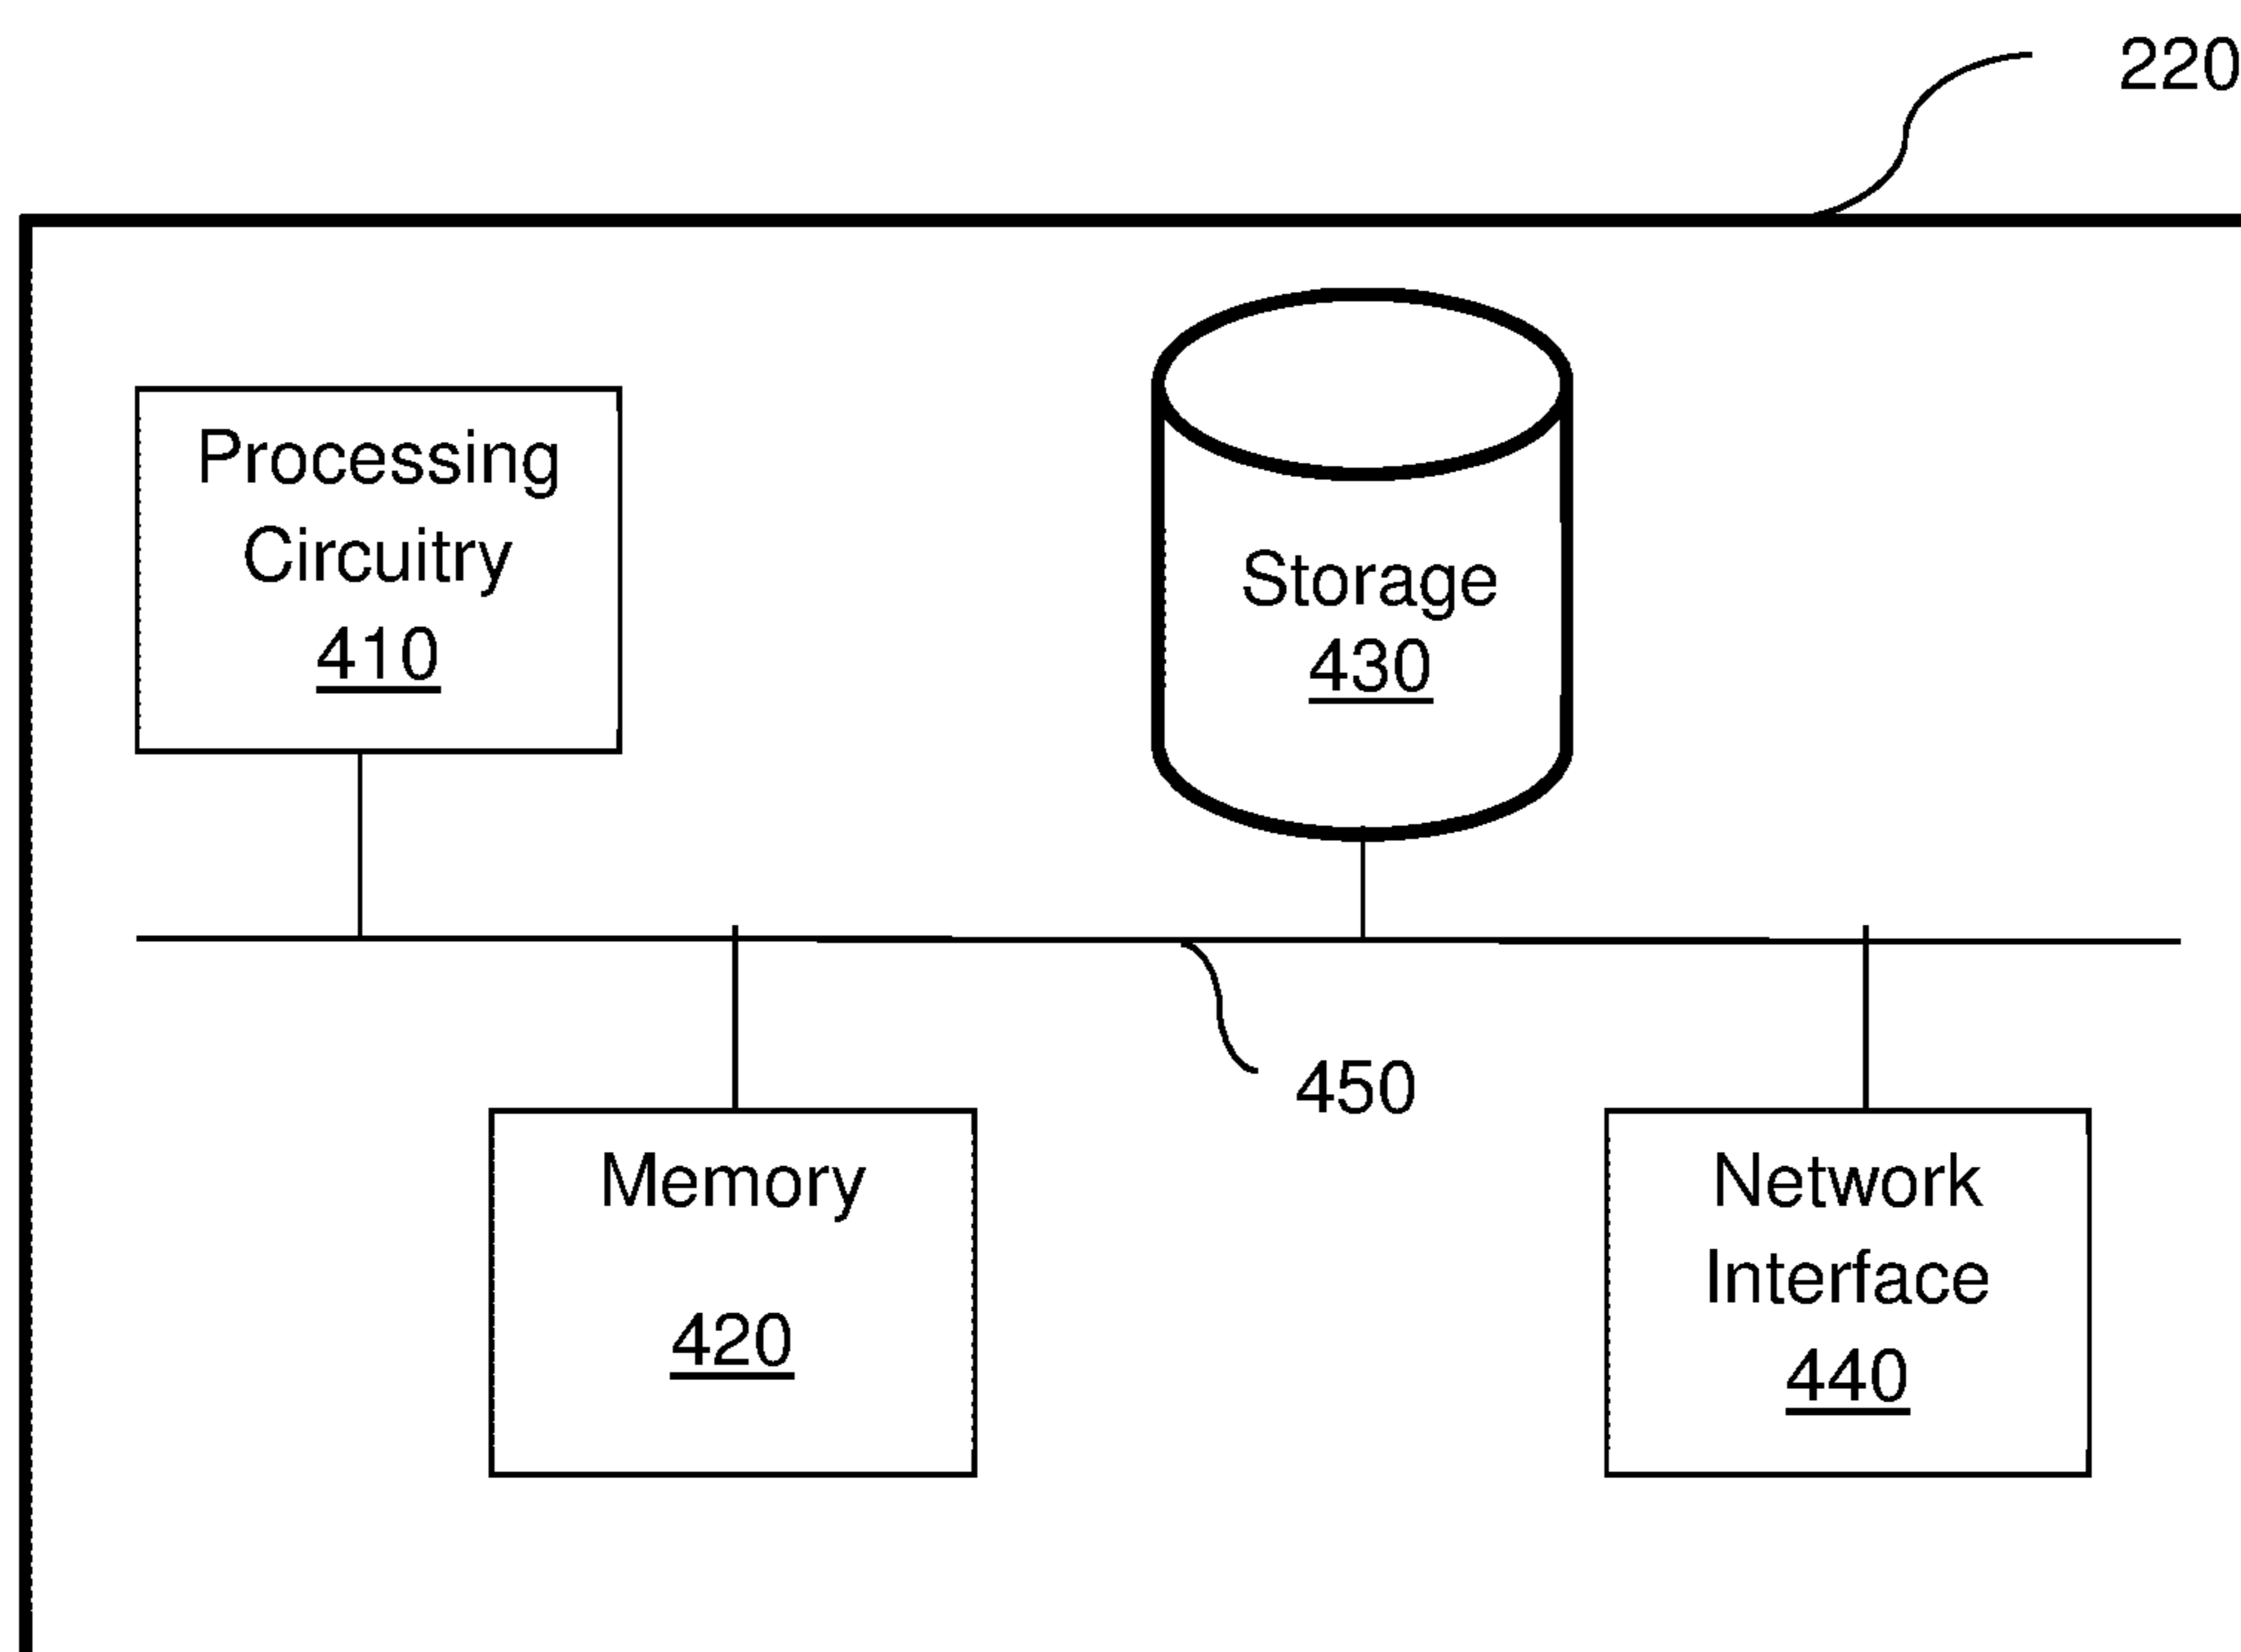 220
Processing
Circuitry
410
Storage
430
450
Memory
420
Network
Interface
440